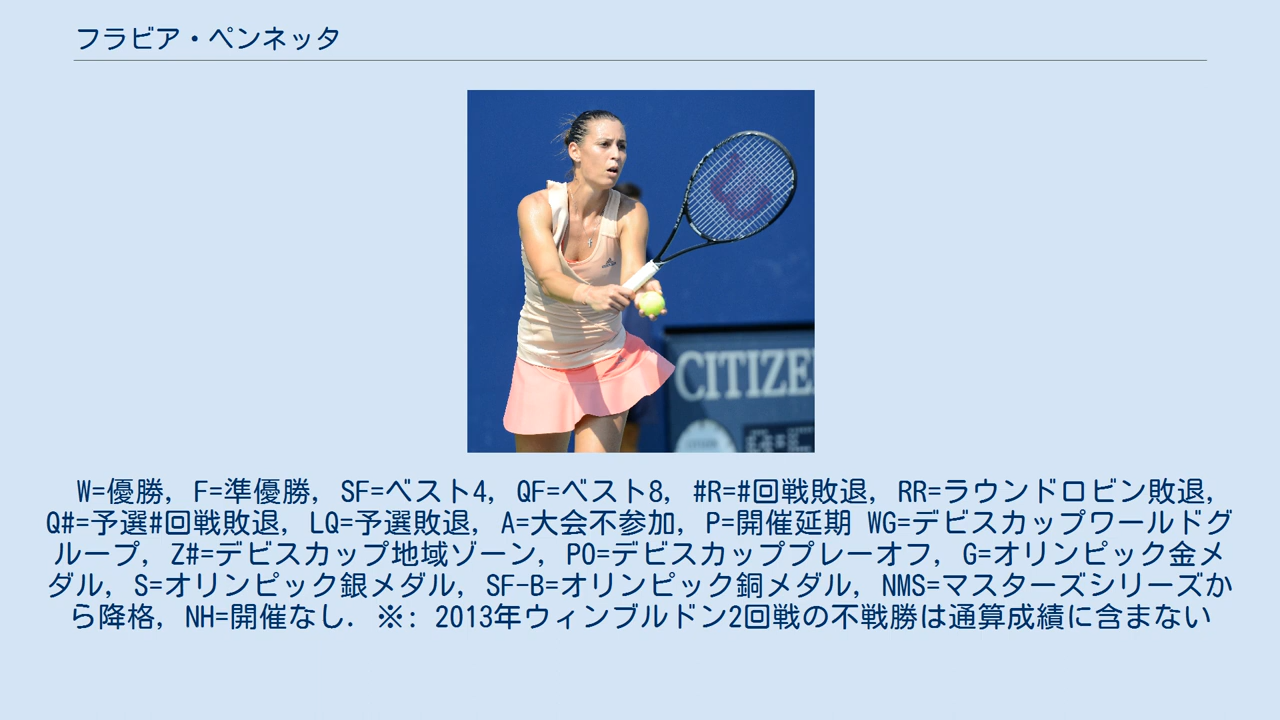 フラビア・ペンネッタ
CITIZE
W=優勝, F=準優勝, SF=ベスト4, QF=ベスト8, #R=#回戦敗退, RR=ラウンドロビン敗退,
Q#=予選#回戦敗退, LQ=予選敗退, A=大会不参加, P=開催延期 WG=デビスカップワールドグ
ループ, Z#=デビスカップ地域ゾーン, PO=デビスカッププレーオフ, G=オリンピック金メ
ダル, S=オリンピック銀メダル, SF-B=オリンピック銅メダル, NMS=マスターズシリーズか
ら降格, NH=開催なし. ※: 2013年ウィンブルドン2回戦の不戦勝は通算成績に含まない